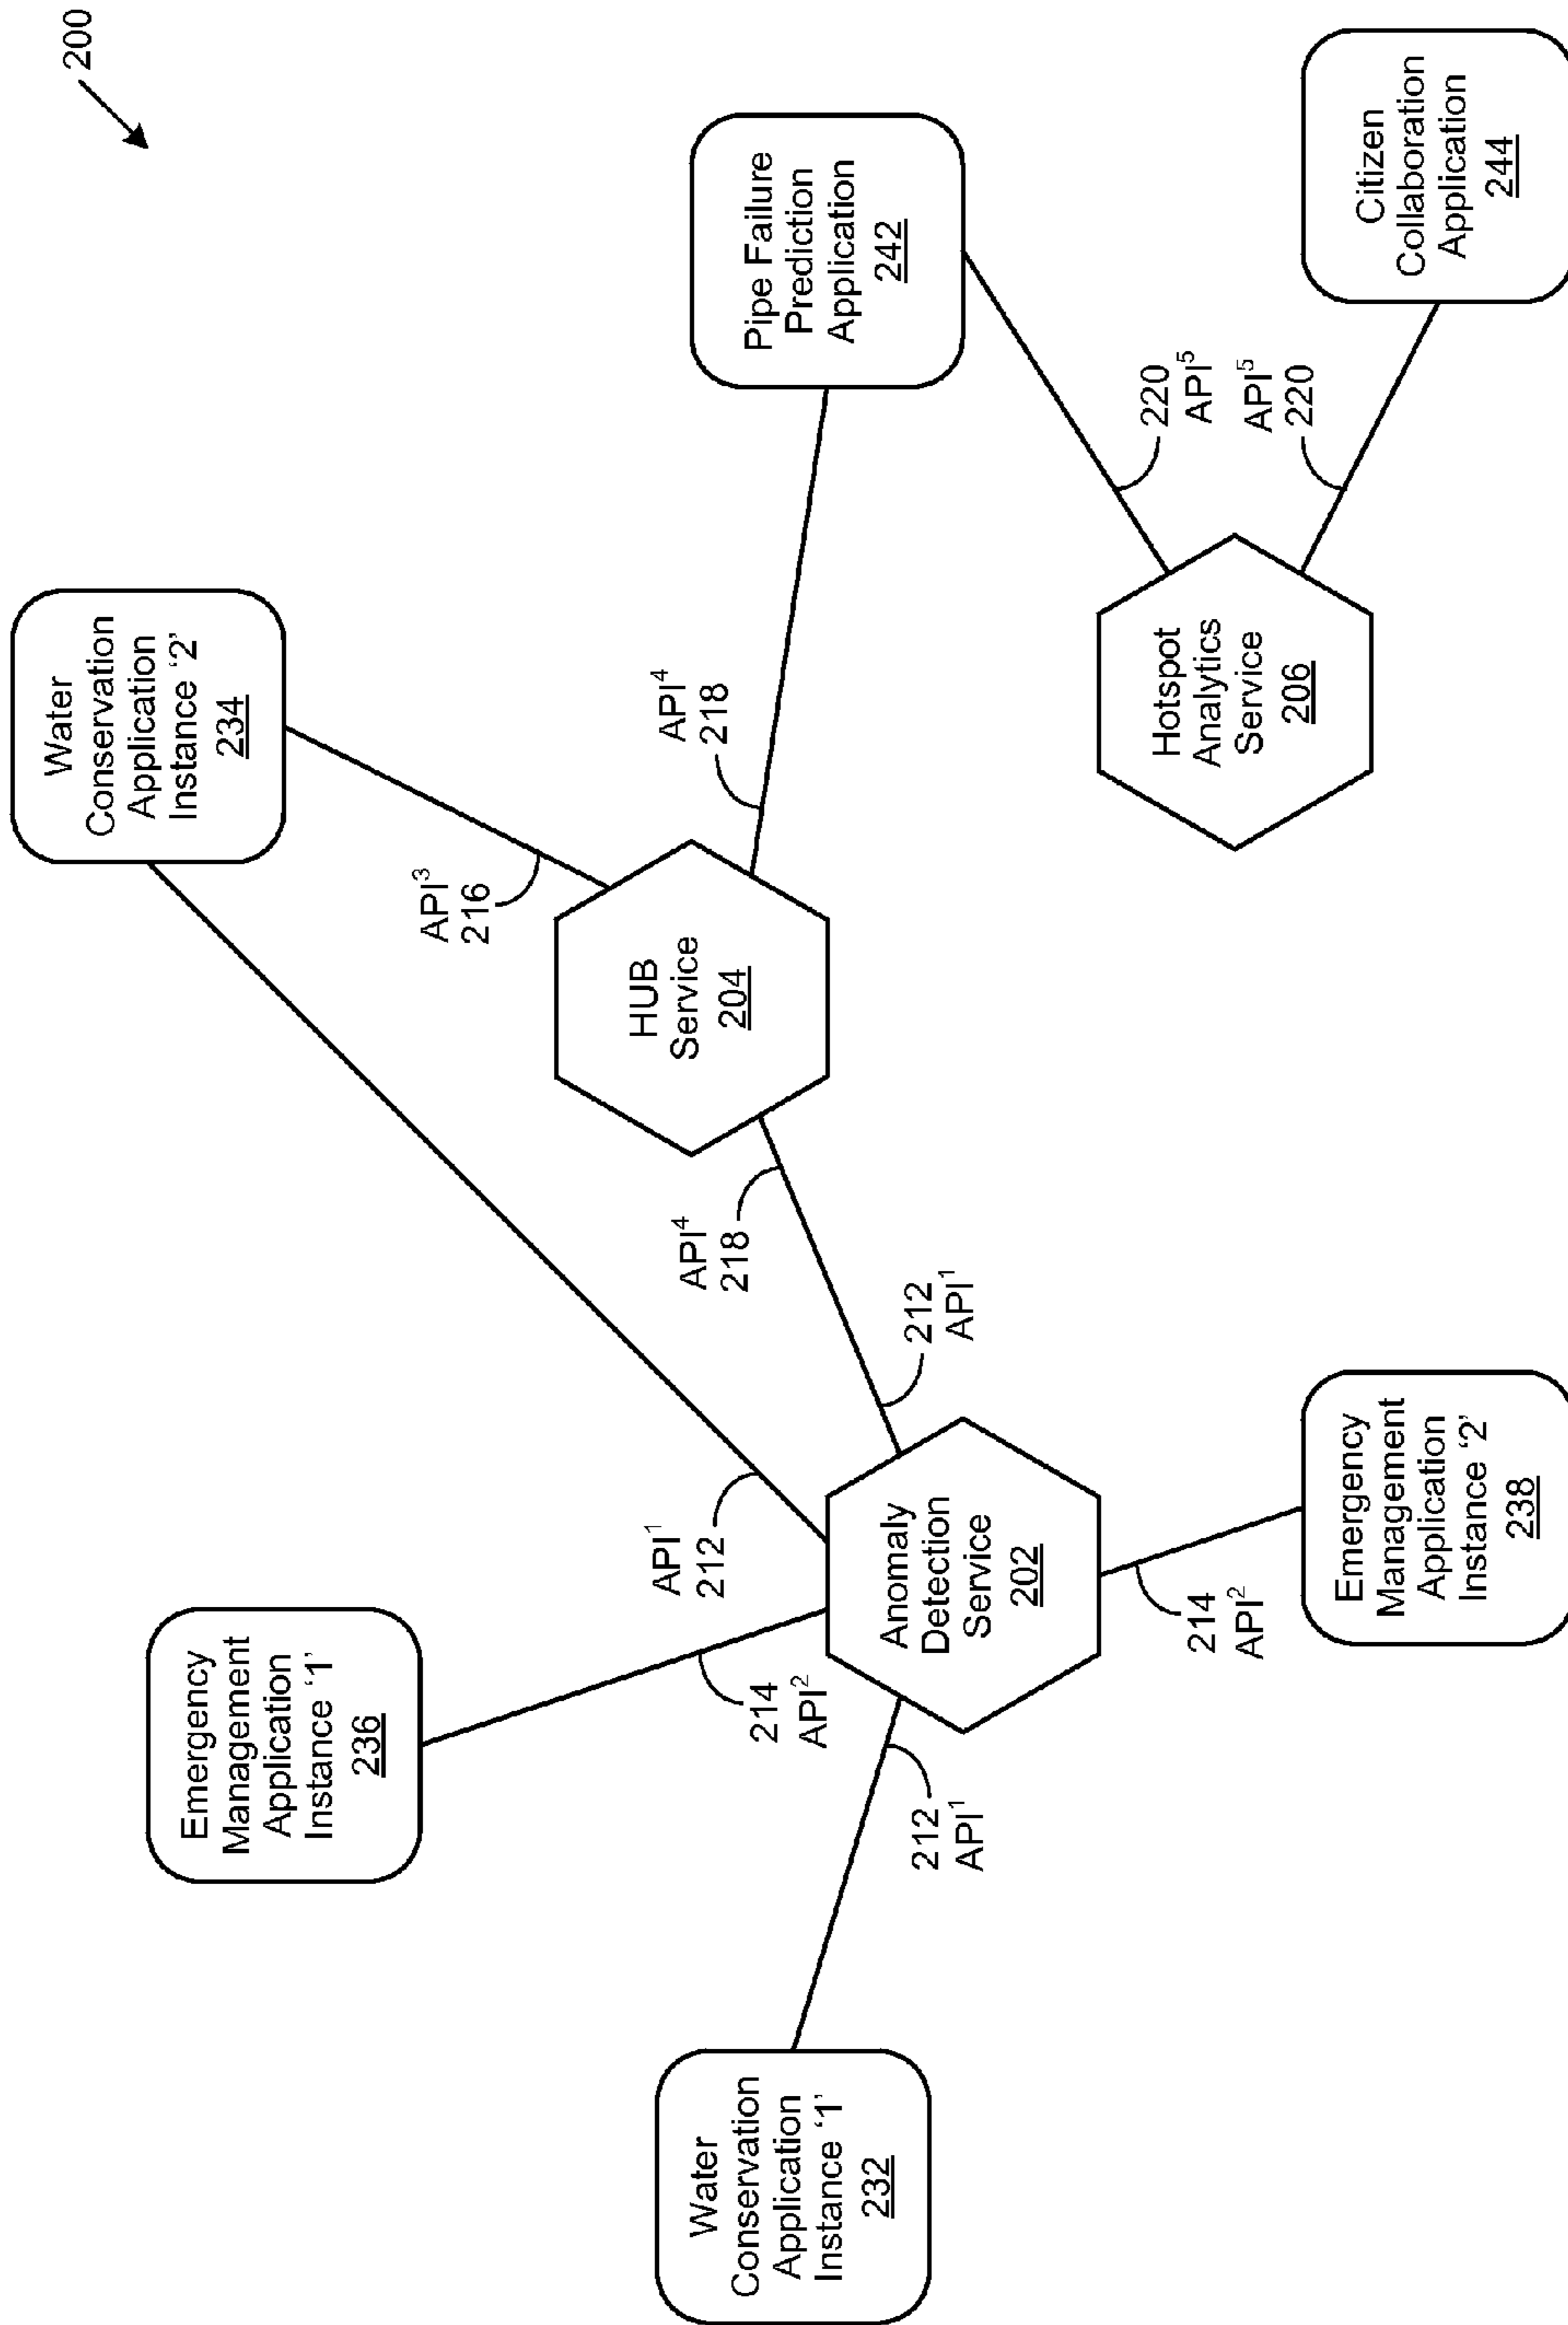 200
Water
Conservation
Application
Instance ‘2’
234
Emergency
Management
Application
Instance ‘1’
236
API³
216
HUB
Service
204
API¹
212
API⁴
218
API⁴
218
Water
Conservation
Application
Instance ‘1’
232
Pipe Failure
Prediction
Application
242
214
API²
Anomaly
Detection
Service
202
212
API¹
212
API¹
220
API⁵
Hotspot
Analytics
Service
206
214
API²
API⁵
220
Emergency
Management
Application
Instance ‘2’
238
Citizen
Collaboration
Application
244